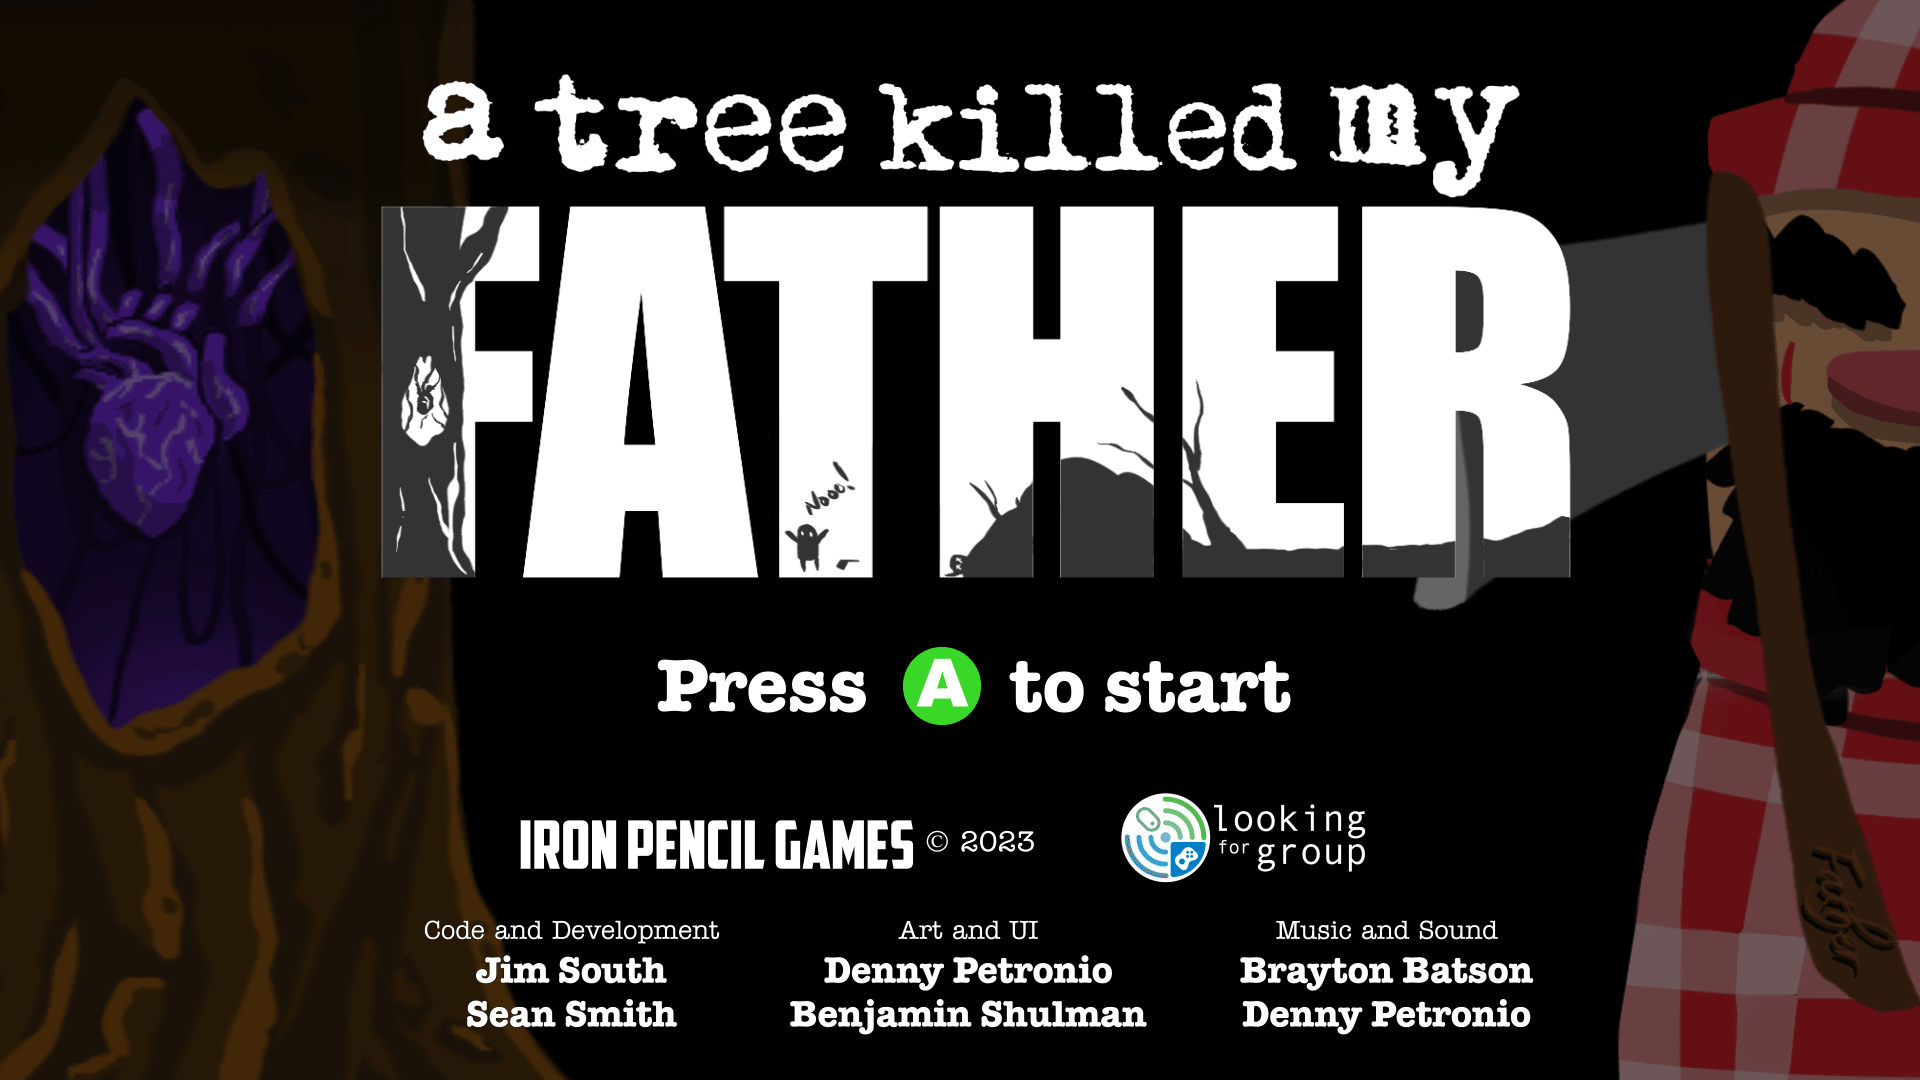 a tree killed my
FATHER
Nooo!
Press A to start
IRON PENCIL GAMES © 2023
looking
for group
Code and Development
Jim South
Sean Smith
Art and UI
Denny Petronio
Benjamin Shulman
Music and Sound
Brayton Batson
Denny Petronio